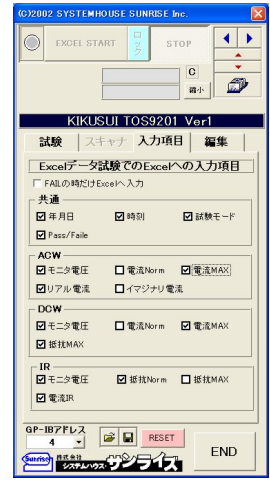 (C)2002 SYSTEMHOUSE SUNRISE Inc.
EXCEL START
ロック
STOP
C
縮小
KIKUSUI TOS9201 Ver1
試験 スキャナ 入力項目 編集
Excelデータ試験でのExcelへの入力項目
FAILの時だけExcelへ入力
共通
年月日 時刻 試験モード
Pass/Faile
ACW
モニタ電圧 電流Norm 電流MAX
リアル電流 イマジナリ電流
DCW
モニタ電圧 電流Norm 電流MAX
抵抗MAX
IR
モニタ電圧 抵抗Norm 抵抗MAX
電流IR
GP-IBアドレス
4
RESET
END
Sunrise 株式会社
システムハウス・サンライズ